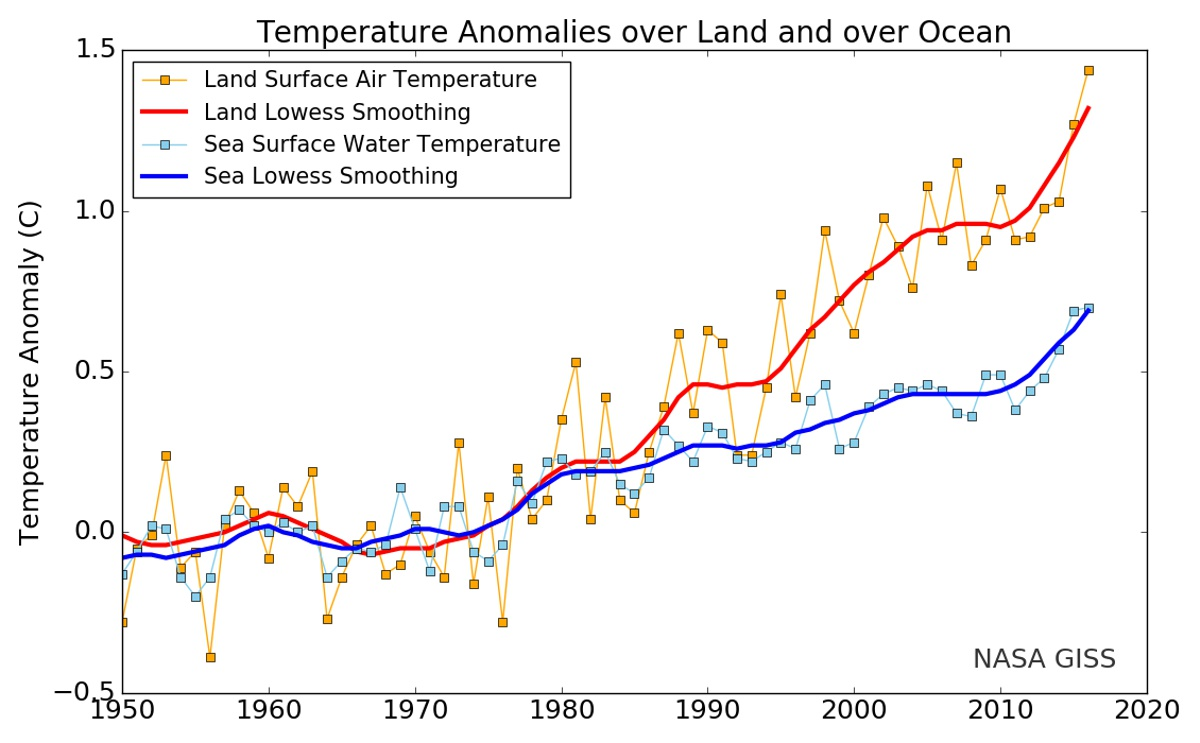 Temperature Anomalies over Land and over Ocean
1.5
Land Surface Air Temperature
Land Lowess Smoothing
Sea Surface Water Temperature
Sea Lowess Smoothing
1.0
Temperature Anomaly (C)
0.5
0.0
NASA GISS
−0.5
1950 1960 1970 1980 1990 2000 2010 2020